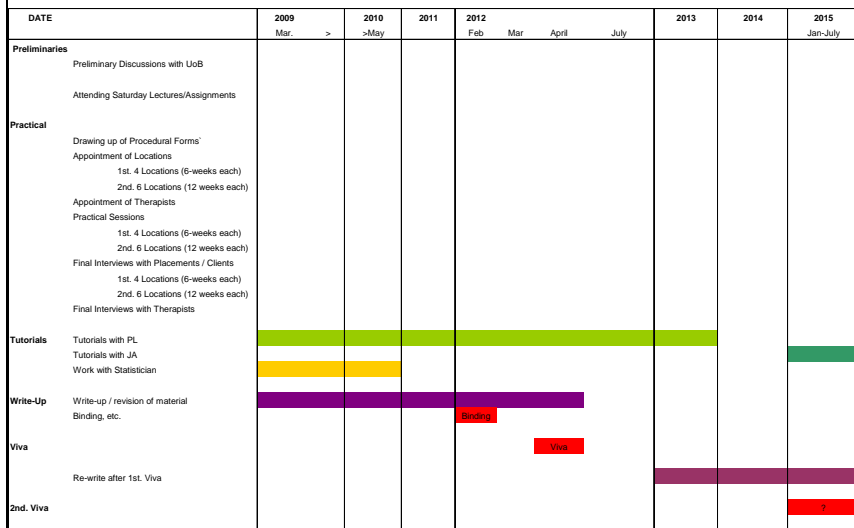 DATE 2009 2010 2011 2012 2013 2014 2015
Mar. > >May Feb Mar April July Jan-July
Preliminaries
Preliminary Discussions with UoB
Attending Saturday Lectures/Assignments
Practical
Drawing up of Procedural Forms`
Appointment of Locations
1st. 4 Locations (6-weeks each)
2nd. 6 Locations (12 weeks each)
Appointment of Therapists
Practical Sessions
1st. 4 Locations (6-weeks each)
2nd. 6 Locations (12 weeks each)
Final Interviews with Placements / Clients
1st. 4 Locations (6-weeks each)
2nd. 6 Locations (12 weeks each)
Final Interviews with Therapists
Tutorials Tutorials with PL
Tutorials with JA
Work with Statistician
Write-Up Write-up / revision of material
Binding, etc. Binding
Viva Viva
Re-write after 1st. Viva
2nd. Viva ?